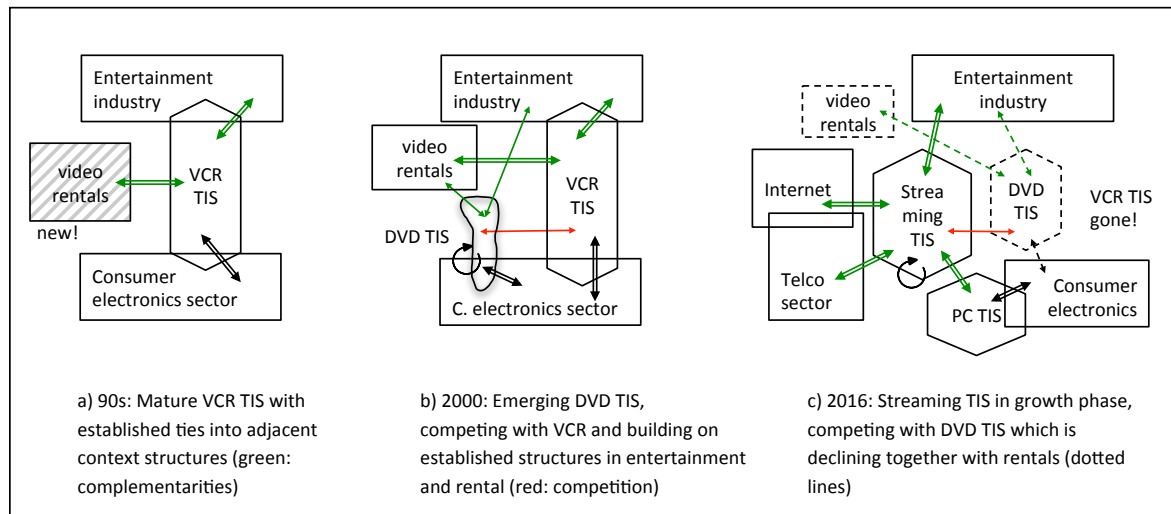 Entertainment
industry
video
rentals
new!
VCR
TIS
Consumer
electronics sector
a) 90s: Mature VCR TIS with
established ties into adjacent
context structures (green:
complementarities)
Entertainment
industry
video
rentals
VCR
TIS
DVD TIS
C. electronics sector
b) 2000: Emerging DVD TIS,
competing with VCR and building on
established structures in entertainment
and rental (red: competition)
video
rentals
Entertainment
industry
Internet
Strea
ming
TIS
DVD
TIS
VCR TIS
gone!
Telco
sector
PC TIS
Consumer
electronics
c) 2016: Streaming TIS in growth phase,
competing with DVD TIS which is
declining together with rentals (dotted
lines)